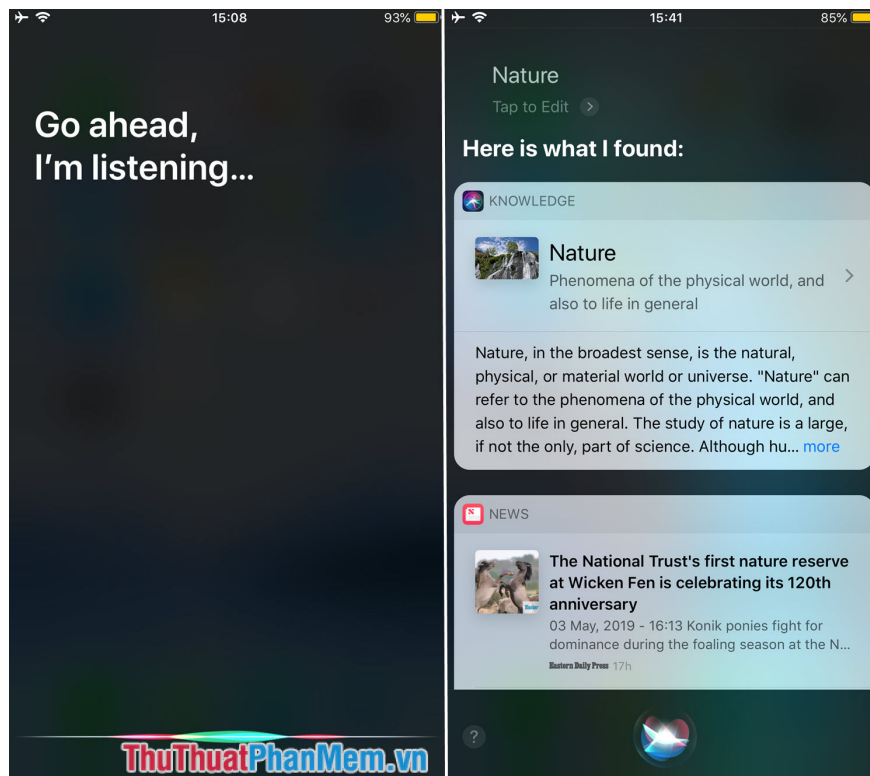 15:08
93%
Go ahead,
I'm listening...
ThuThuatPhanMem.vn
15:41
85%
Nature
Tap to Edit
Here is what I found:
KNOWLEDGE
Nature
Phenomena of the physical world, and
also to life in general
Nature, in the broadest sense, is the natural,
physical, or material world or universe. "Nature" can
refer to the phenomena of the physical world, and
also to life in general. The study of nature is a large,
if not the only, part of science. Although hu... more
NEWS
The National Trust's first nature reserve
at Wicken Fen is celebrating its 120th
anniversary
03 May, 2019 - 16:13 Konik ponies fight for
dominance during the foaling season at the N...
Eastern Daily Press 17h
?